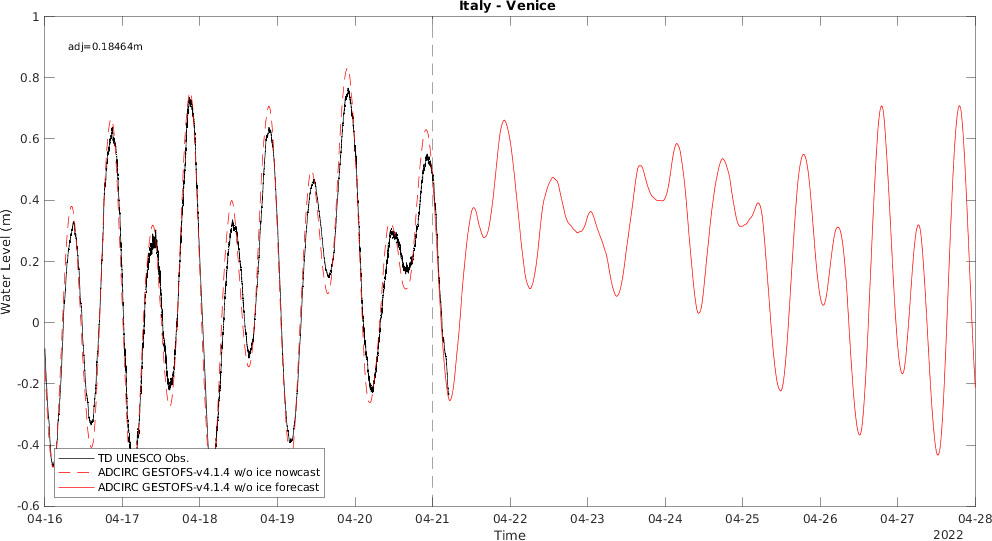 Italy - Venice
adj=0.18464m
1
0.8
0.6
0.4
0.2
0
-0.2
-0.4
-0.6
Water Level (m)
TD UNESCO Obs.
ADCIRC GESTOFS-v4.1.4 w/o ice nowcast
ADCIRC GESTOFS-v4.1.4 w/o ice forecast
04-16 04-17 04-18 04-19 04-20 04-21 04-22 04-23 04-24 04-25 04-26 04-27 04-28
Time
2022